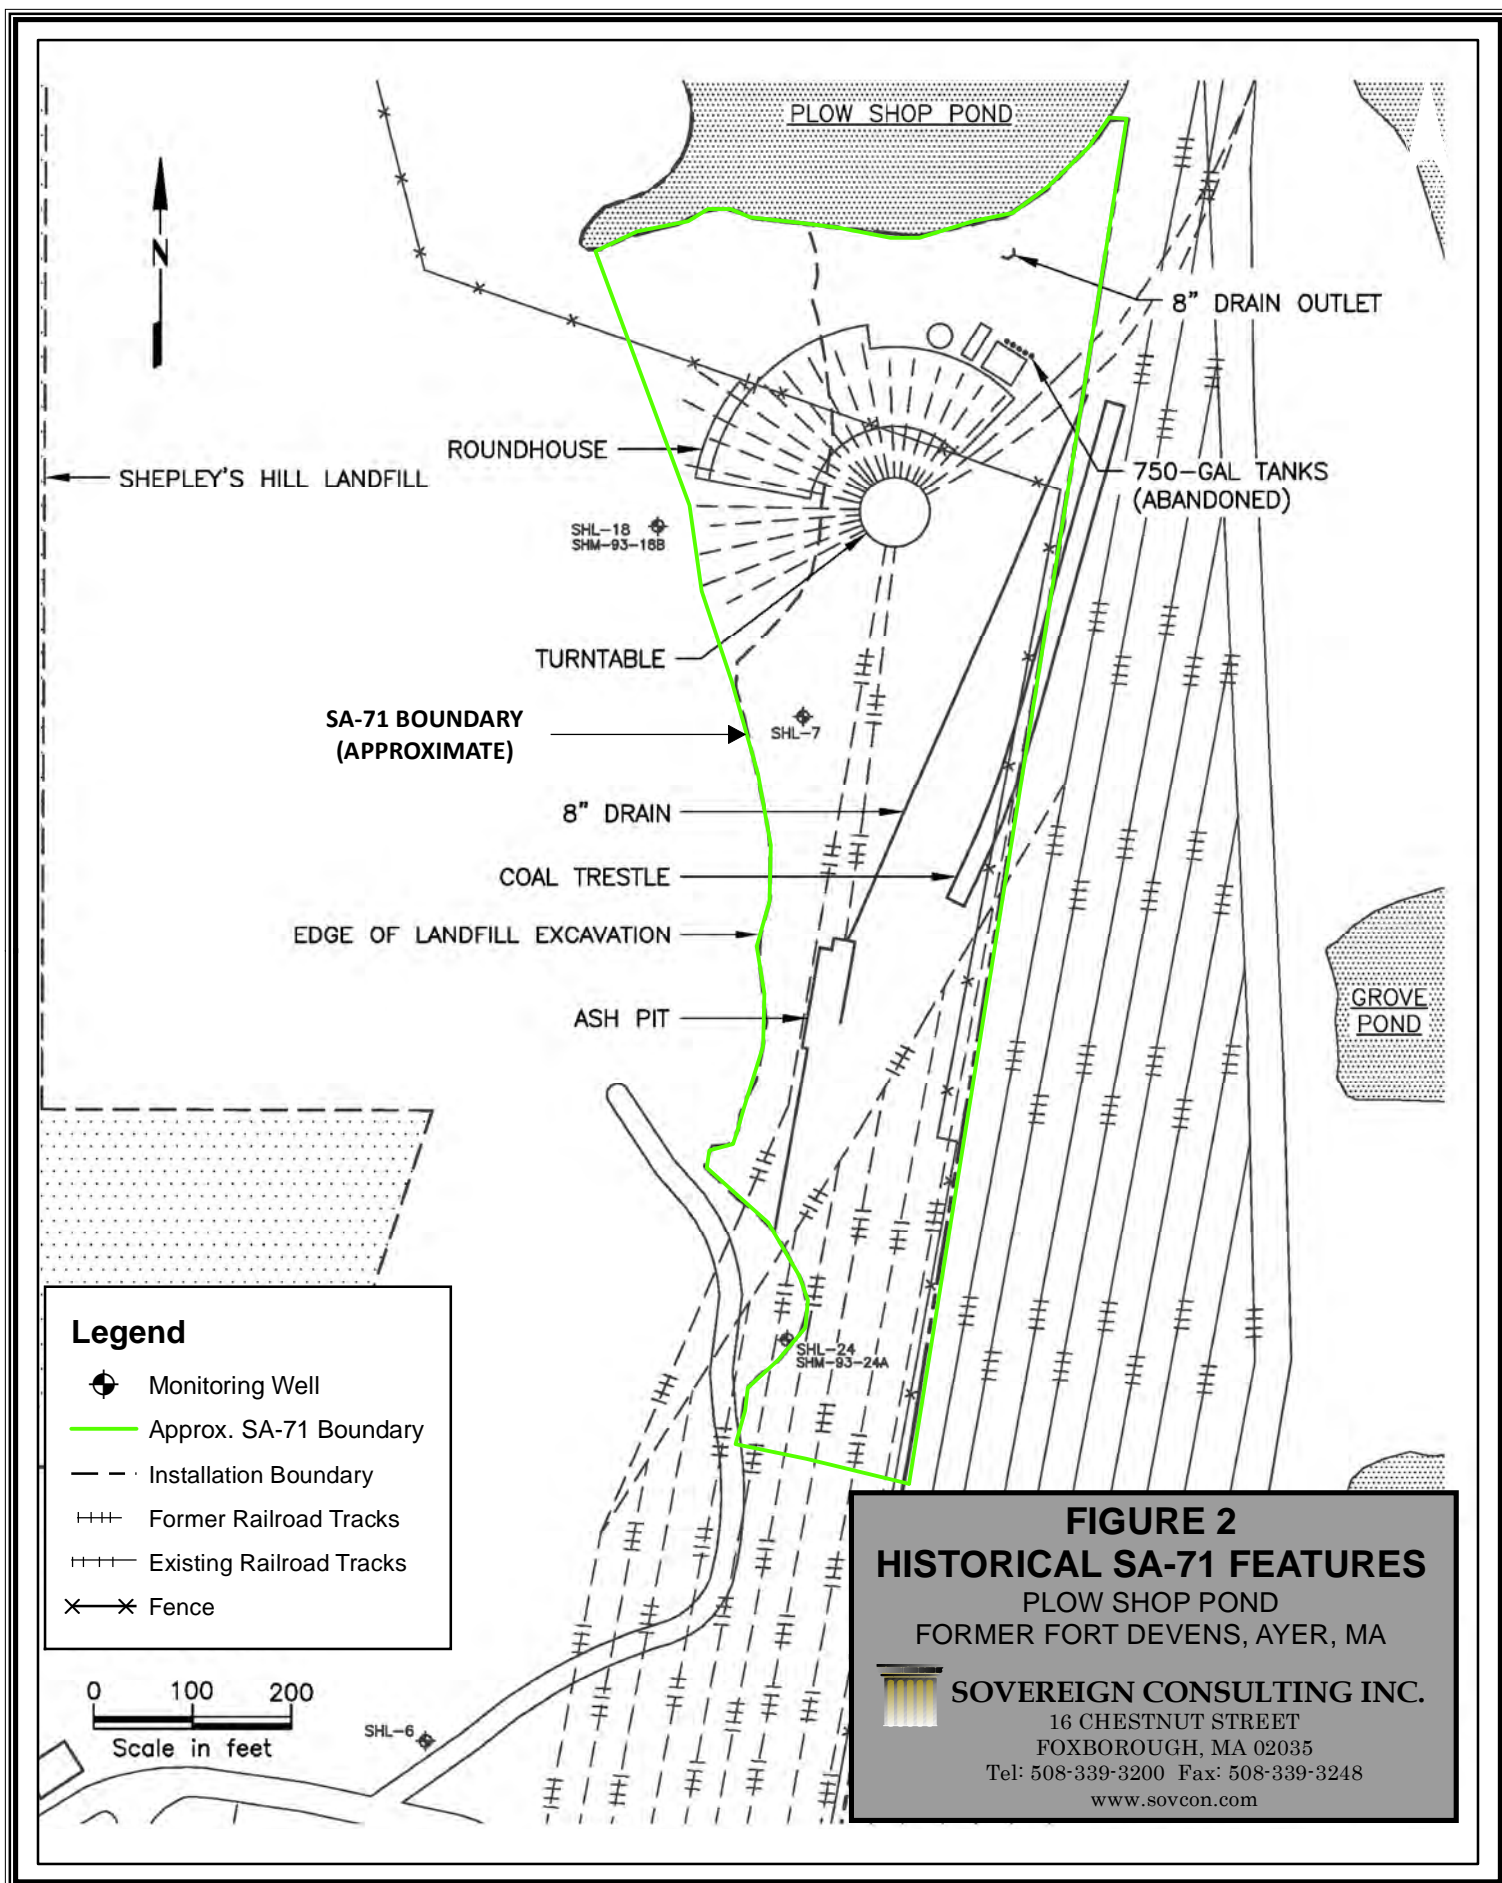 PLOW SHOP POND
N
8” DRAIN OUTLET
ROUNDHOUSE
SHEPLEY'S HILL LANDFILL
750-GAL TANKS
(ABANDONED)
SHL-18
SHM-93-18B
TURNTABLE
SA-71 BOUNDARY
(APPROXIMATE)
SHL-7
8” DRAIN
COAL TRESTLE
EDGE OF LANDFILL EXCAVATION
ASH PIT
GROVE
POND
SHL-24
SHM-93-24A
Legend
Monitoring Well
Approx. SA-71 Boundary
Installation Boundary
Former Railroad Tracks
Existing Railroad Tracks
Fence
0 100 200
Scale in feet
SHL-6
FIGURE 2
HISTORICAL SA-71 FEATURES
PLOW SHOP POND
FORMER FORT DEVENS, AYER, MA
SOVEREIGN CONSULTING INC.
16 CHESTNUT STREET
FOXBOROUGH, MA 02035
Tel: 508-339-3200 Fax: 508-339-3248
www.sovcon.com